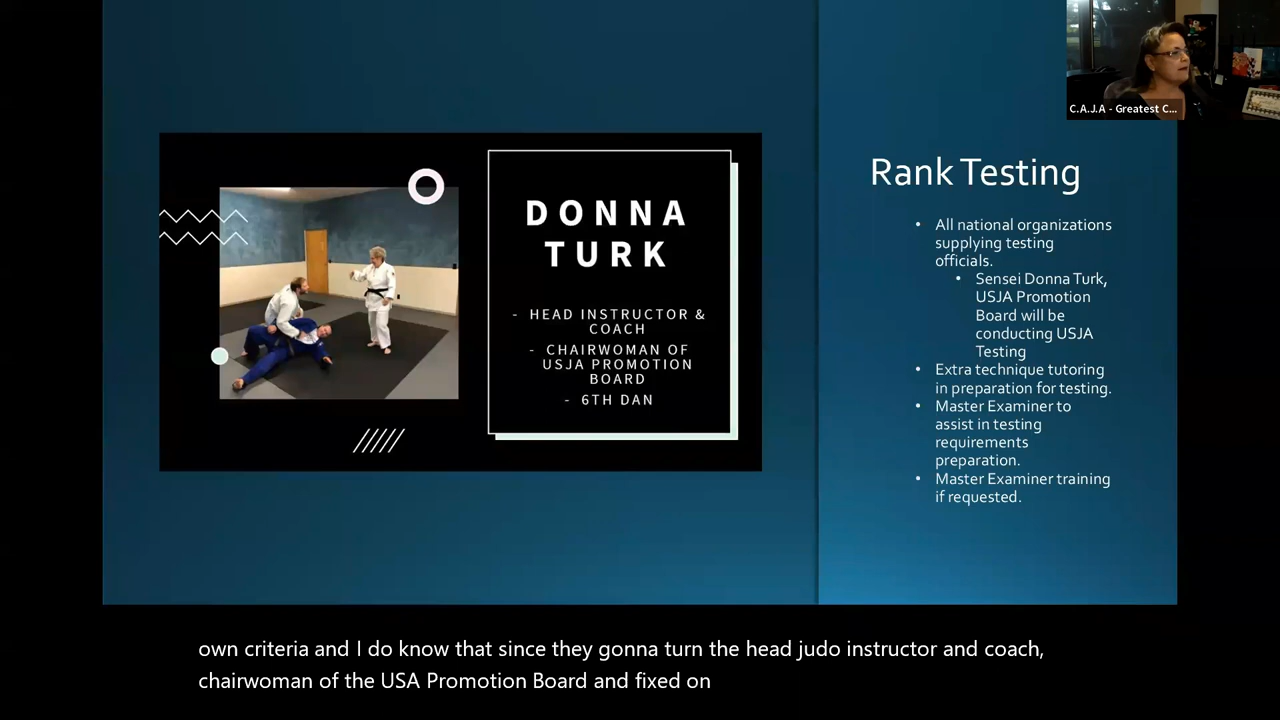 C.A.J.A - Greatest C...
DONNA
TURK
- HEAD INSTRUCTOR &
COACH
- CHAIRWOMAN OF
USJA PROMOTION
BOARD
- 6TH DAN
Rank Testing
• All national organizations
supplying testing
officials.
• Sensei Donna Turk,
USJA Promotion
Board will be
conducting USJA
Testing
• Extra technique tutoring
in preparation for testing.
• Master Examiner to
assist in testing
requirements
preparation.
• Master Examiner training
if requested.
own criteria and I do know that since they gonna turn the head judo instructor and coach,
chairwoman of the USA Promotion Board and fixed on